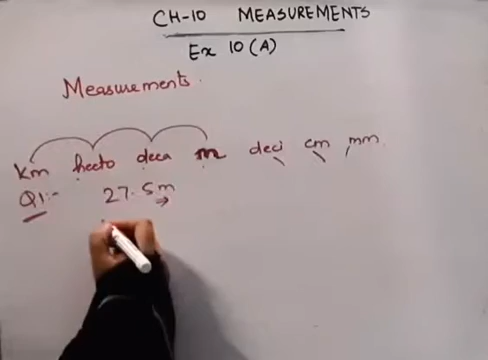 CH-10 MEASUREMENTS
Ex 10 (A)
Measurements.
km hecto deca m deci cm mm
Q1:- 27.5m